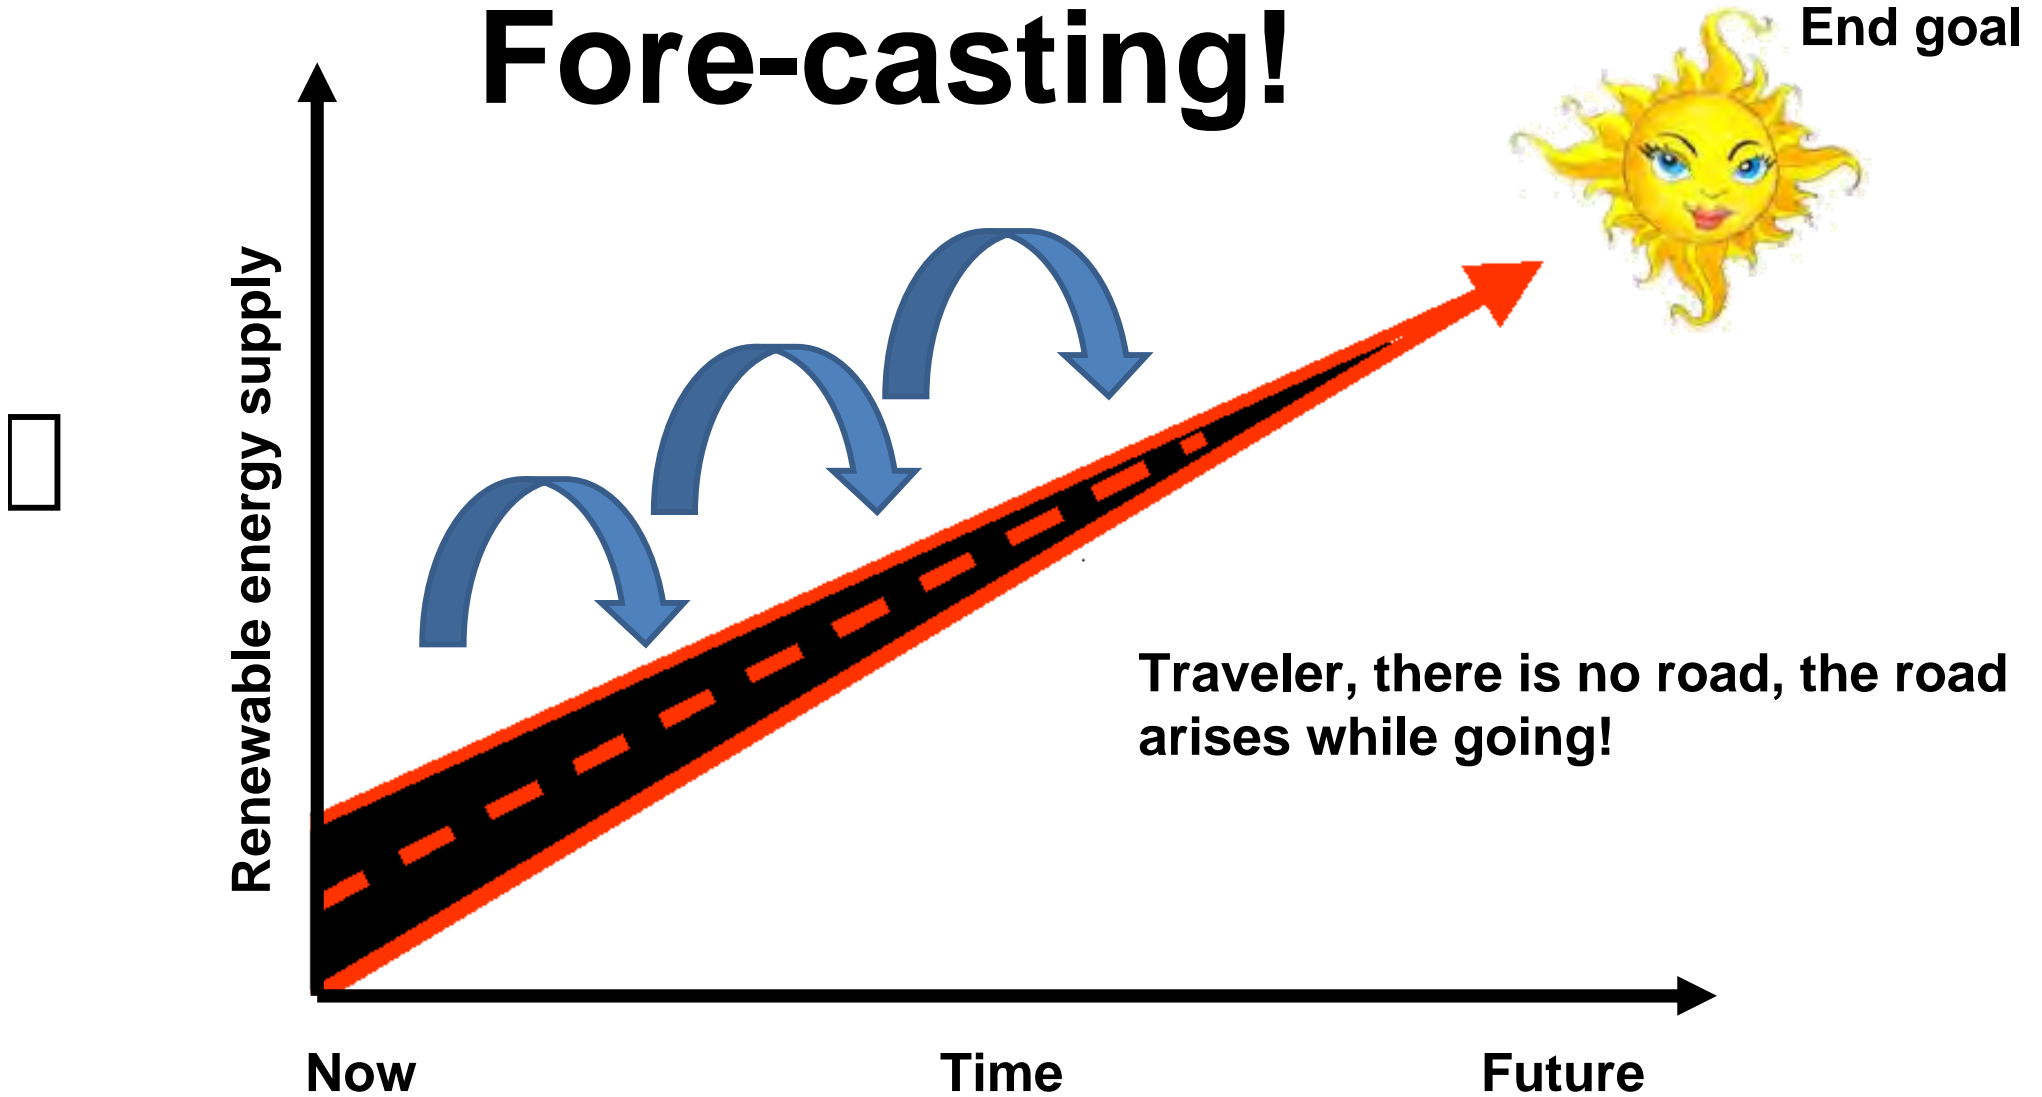 Fore-casting!
End goal
Renewable energy supply
Traveler, there is no road, the road
arises while going!
Now
Time
Future